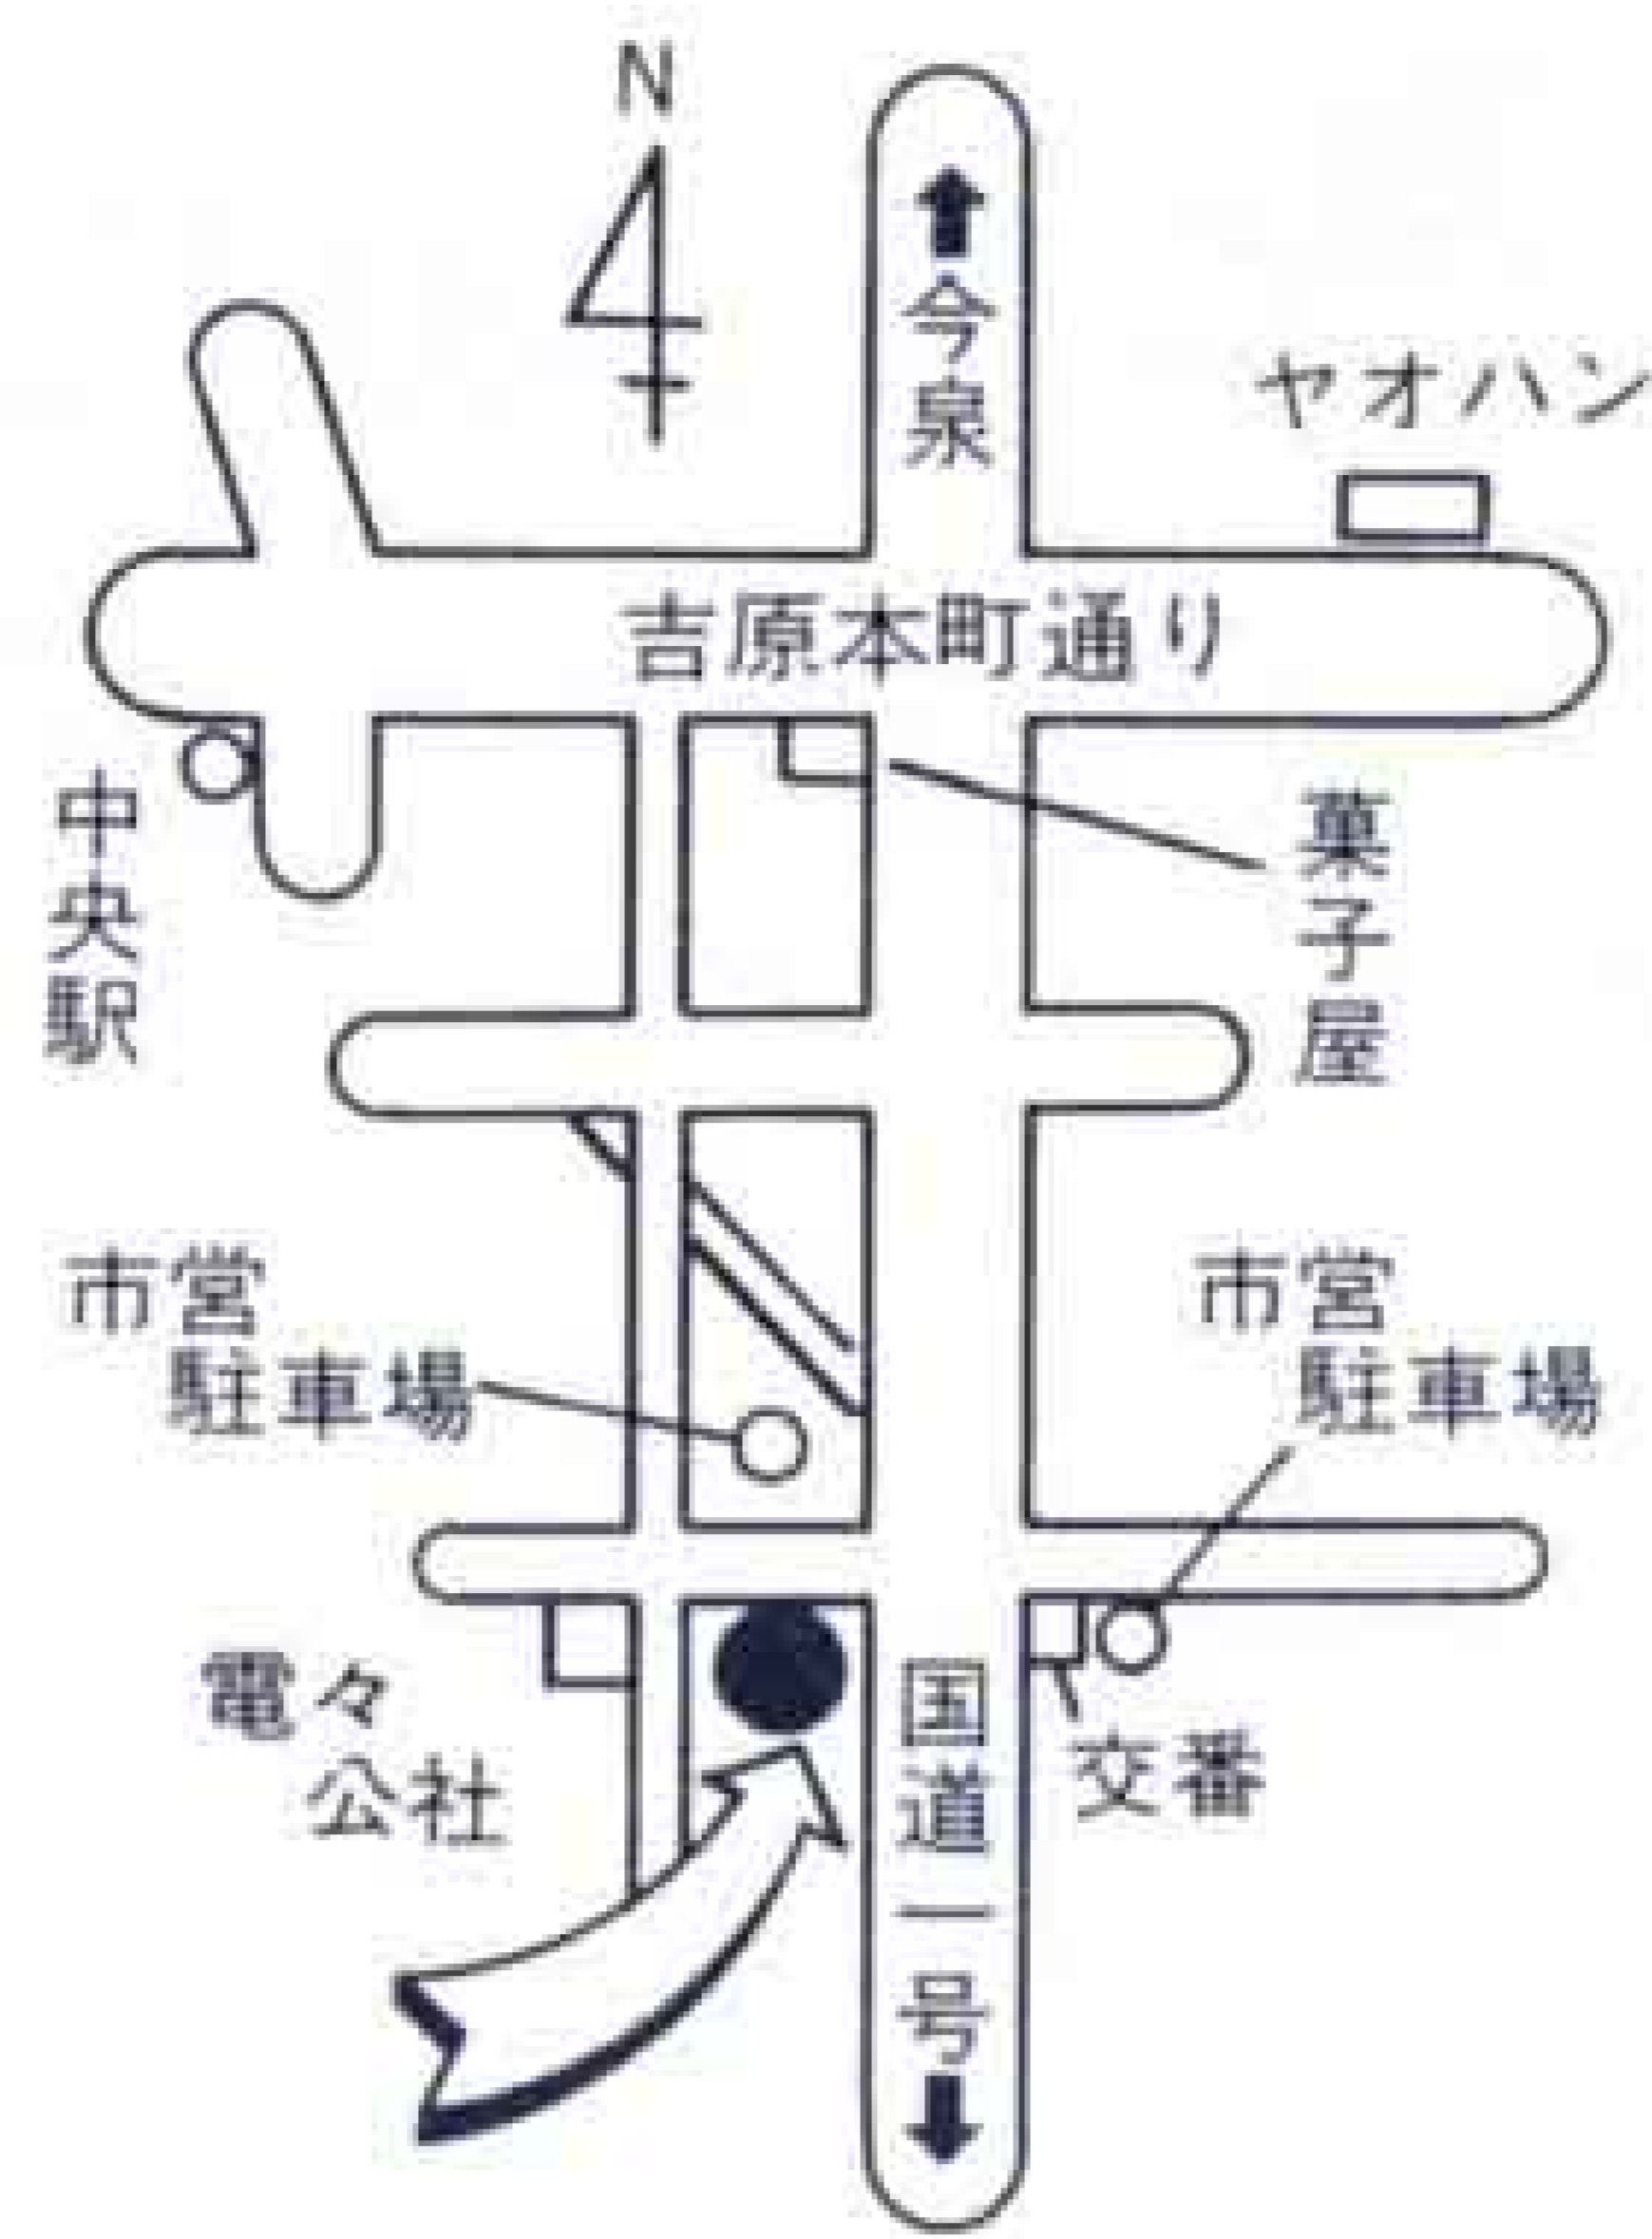 N
今泉
ヤオハン
吉原本町通り
中央駅
菓子屋
市営
駐車場
市営
駐車場
電々
公社
国道一号
交番